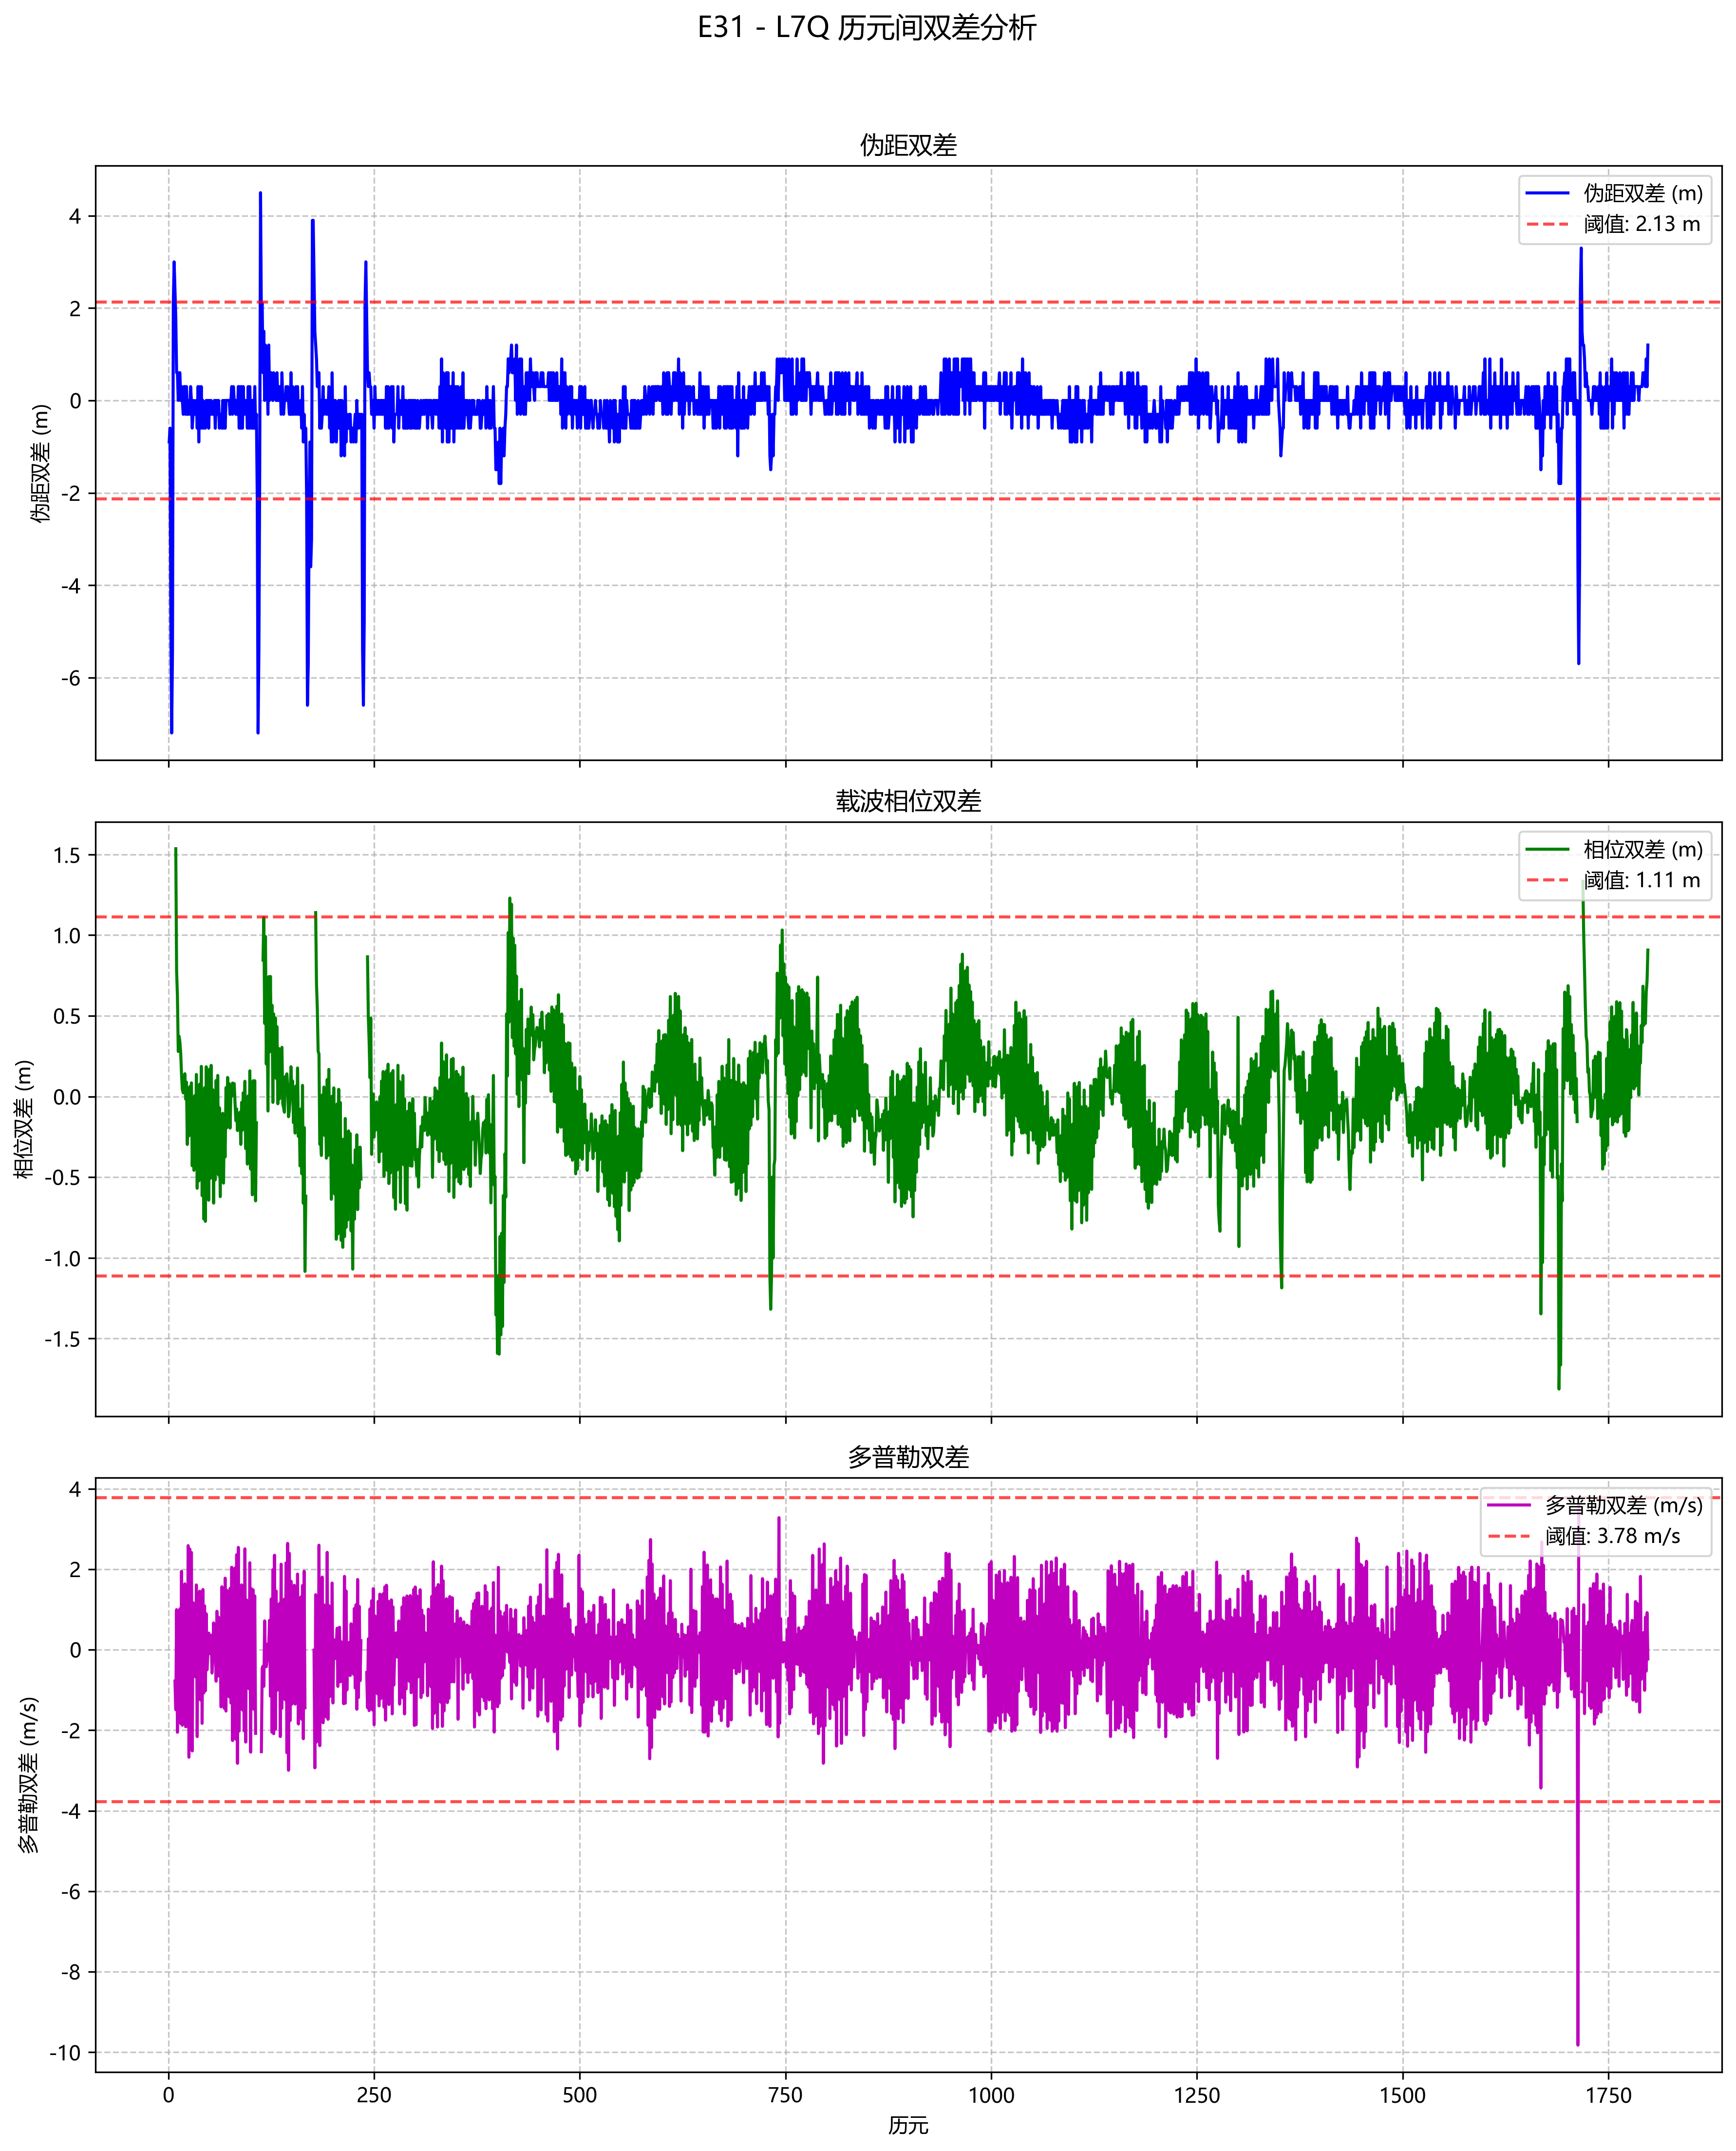 E31 - L7Q 历元间双差分析
伪距双差
伪距双差 (m)
阈值: 2.13 m
4
2
0
-2
-4
-6
伪距双差 (m)
载波相位双差
相位双差 (m)
阈值: 1.11 m
1.5
1.0
0.5
0.0
-0.5
-1.0
-1.5
相位双差 (m)
多普勒双差
多普勒双差 (m/s)
阈值: 3.78 m/s
4
2
0
-2
-4
-6
-8
-10
多普勒双差 (m/s)
0 250 500 750 1000 1250 1500 1750
历元